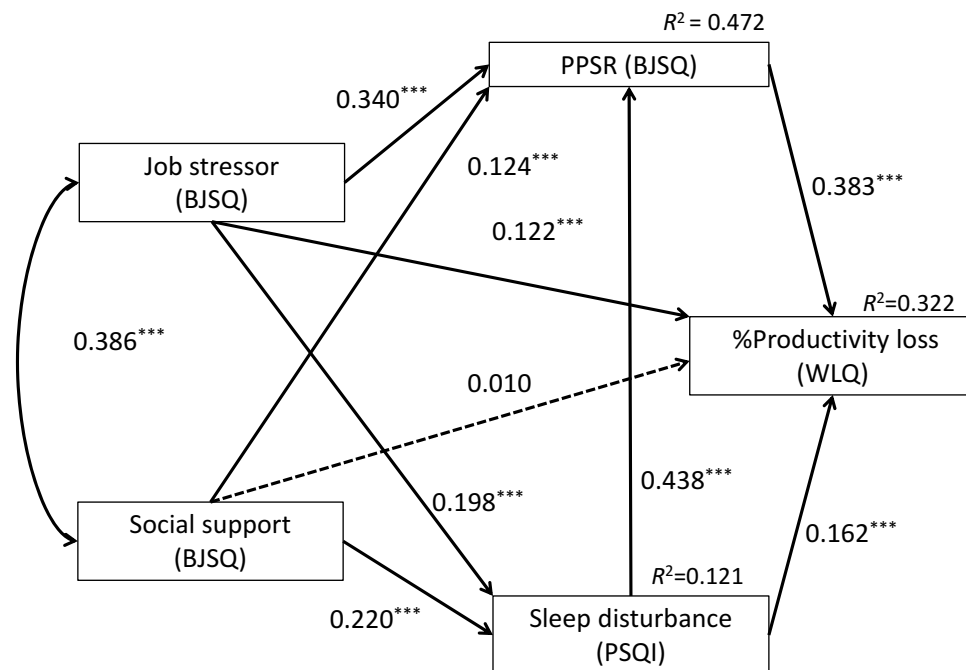 R² = 0.472
PPSR (BJSQ)
0.340***
Job stressor
(BJSQ)
0.124***
0.383***
0.122***
R²=0.322
0.386***
%Productivity loss
(WLQ)
0.010
0.438***
0.198***
Social support
(BJSQ)
0.162***
R²=0.121
0.220***
Sleep disturbance
(PSQI)